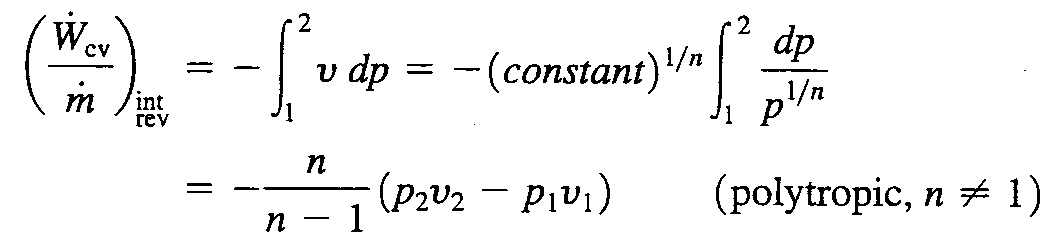 (Ẇcv/ṁ)int rev = −∫₁² v dp = −(constant)^1/n ∫₁² dp/p^1/n
= −n/(n − 1) (p₂v₂ − p₁v₁) (polytropic, n ≠ 1)